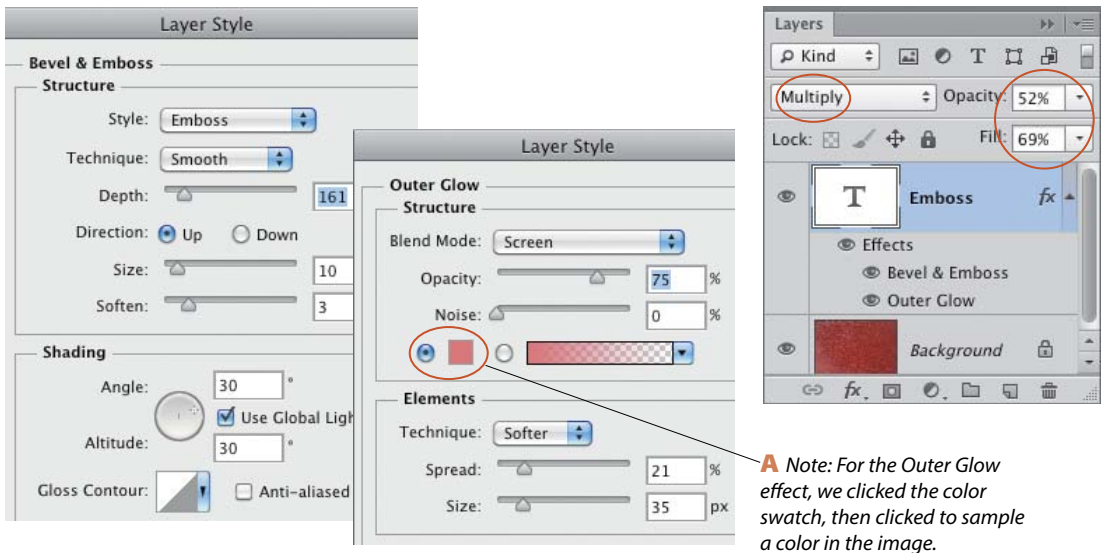 Layer Style
Bevel & Emboss
Structure
Style: Emboss
Technique: Smooth
Depth: 161
Direction: Up Down
Size: 10
Soften: 3
Shading
Angle: 30 °
Use Global Ligh
Altitude: 30 °
Gloss Contour: Anti-aliased
Layer Style
Outer Glow
Structure
Blend Mode: Screen
Opacity: 75 %
Noise: 0 %
Elements
Technique: Softer
Spread: 21 %
Size: 35 px
Layers
Kind T
Multiply Opacity: 52%
Lock: Fill: 69%
T Emboss fx
Effects
Bevel & Emboss
Outer Glow
Background
fx
A Note: For the Outer Glow
effect, we clicked the color
swatch, then clicked to sample
a color in the image.